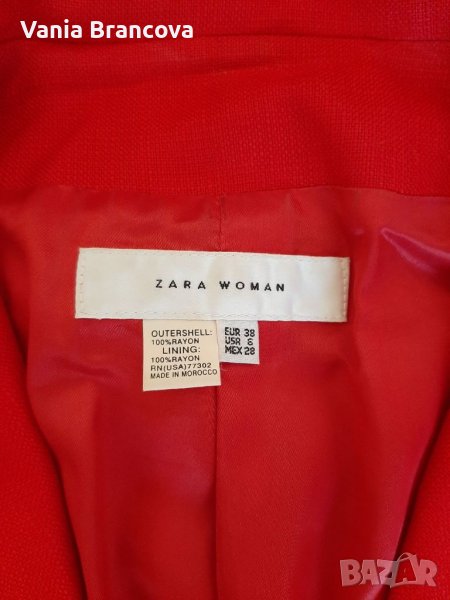 Vania Brancova
ZARA WOMAN
OUTERSHELL:
100%RAYON
LINING:
100%RAYON
RN(USA)77302
MADE IN MOROCCO
EUR 38
USA 6
MEX 28
BAZAR